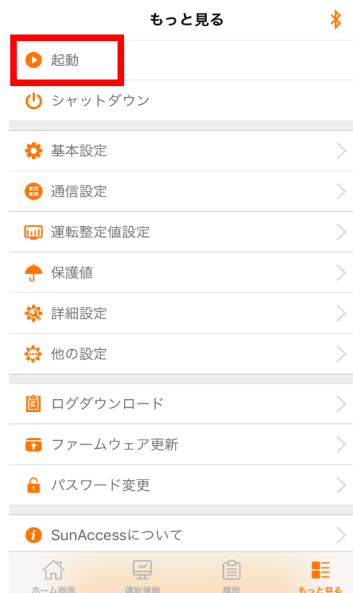 もっと見る
起動
シャットダウン
基本設定
通信設定
運転整定値設定
保護値
詳細設定
他の設定
ログダウンロード
ファームウェア更新
パスワード変更
SunAccessについて
ホーム画面
運転情報
履歴
もっと見る